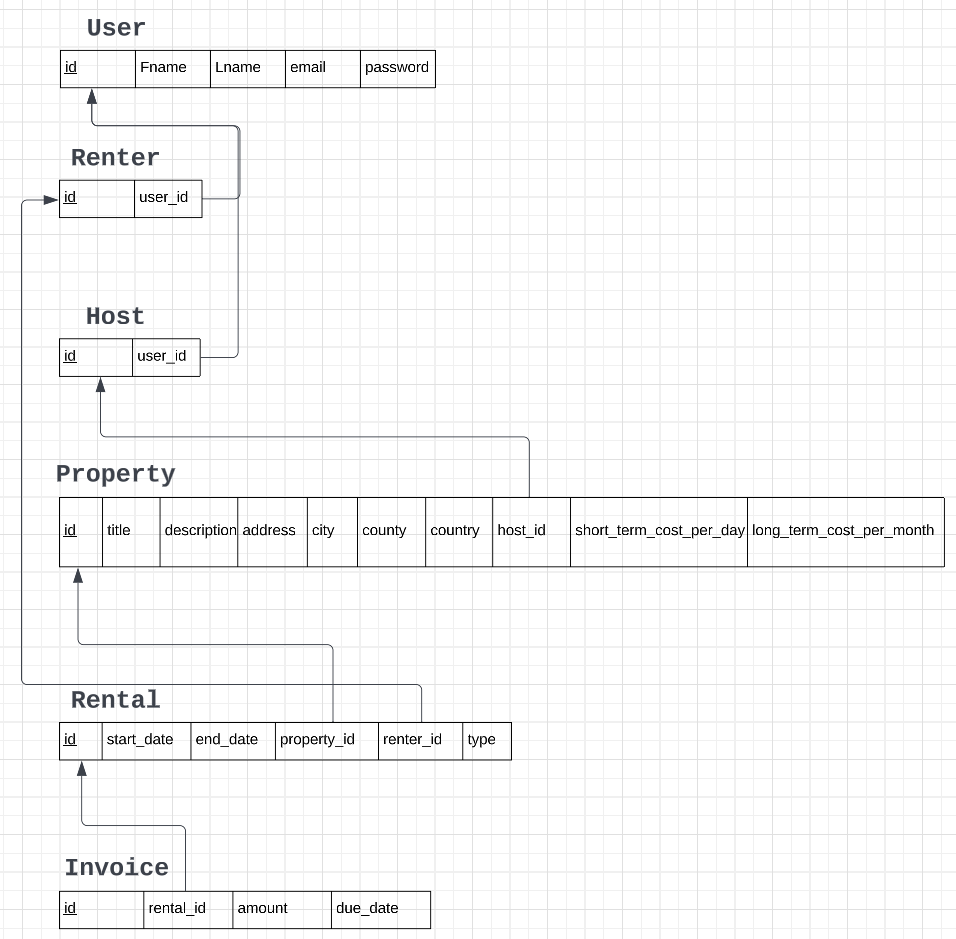 User
id Fname Lname email password
Renter
id user_id
Host
id user_id
Property
id title description address city county country host_id short_term_cost_per_day long_term_cost_per_month
Rental
id start_date end_date property_id renter_id type
Invoice
id rental_id amount due_date